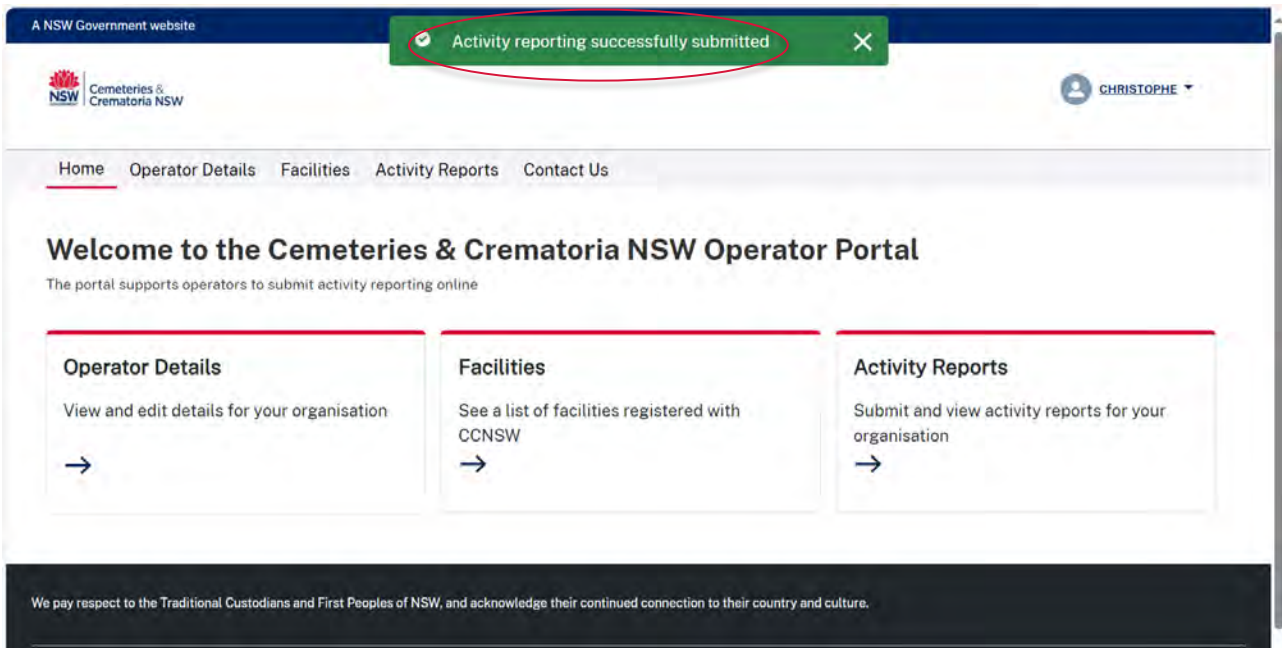 A NSW Government website
Activity reporting successfully submitted
NSW
GOVERNMENT
Cemeteries &
Crematoria NSW
CHRISTOPHE
Home Operator Details Facilities Activity Reports Contact Us
Welcome to the Cemeteries & Crematoria NSW Operator Portal
The portal supports operators to submit activity reporting online
Operator Details
View and edit details for your organisation
Facilities
See a list of facilities registered with
CCNSW
Activity Reports
Submit and view activity reports for your
organisation
We pay respect to the Traditional Custodians and First Peoples of NSW, and acknowledge their continued connection to their country and culture.